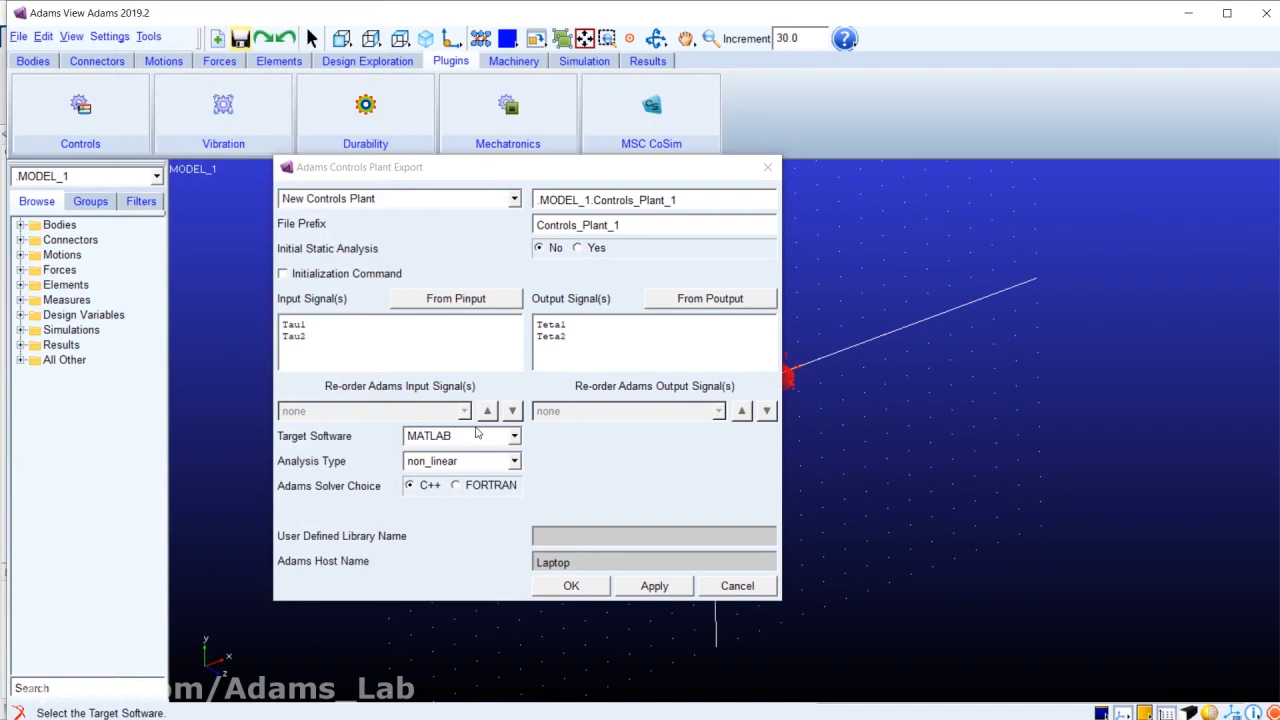 Adams View Adams 2019.2
File Edit View Settings Tools
Increment 30.0
Bodies Connectors Motions Forces Elements Design Exploration Plugins Machinery Simulation Results
Controls Vibration Durability Mechatronics MSC CoSim
.MODEL_1
MODEL_1
Browse Groups Filters
Bodies
Connectors
Motions
Forces
Elements
Measures
Design Variables
Simulations
Results
All Other
Search
Adams Controls Plant Export
New Controls Plant .MODEL_1.Controls_Plant_1
File Prefix Controls_Plant_1
Initial Static Analysis No Yes
Initialization Command
Input Signal(s) From Pinput Output Signal(s) From Poutput
Tau1 Teta1
Tau2 Teta2
Re-order Adams Input Signal(s) Re-order Adams Output Signal(s)
none none
Target Software MATLAB
Analysis Type non_linear
Adams Solver Choice C++ FORTRAN
User Defined Library Name
Adams Host Name Laptop
OK Apply Cancel
y
x
z
om/Adams_Lab
Select the Target Software.